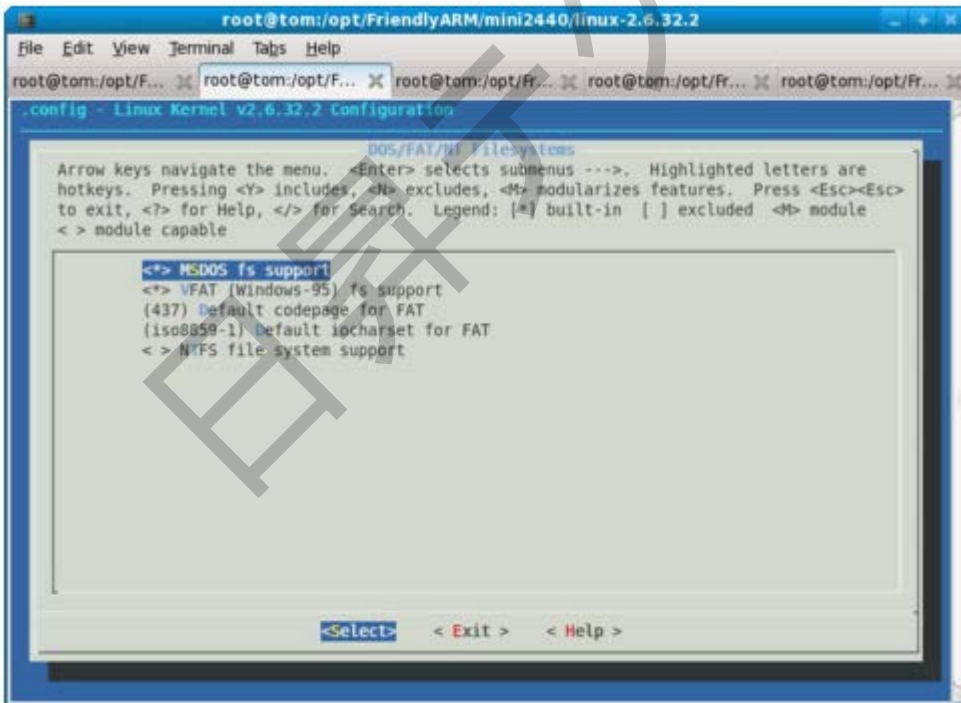 root@tom:/opt/FriendlyARM/mini2440/linux-2.6.32.2
File Edit View Terminal Tabs Help
root@tom:/opt/F... root@tom:/opt/F... root@tom:/opt/Fr... root@tom:/opt/Fr... root@tom:/opt/Fr...
.config - Linux Kernel v2.6.32.2 Configuration
DOS/FAT/NT Filesystems
Arrow keys navigate the menu. <Enter> selects submenus --->. Highlighted letters are
hotkeys. Pressing <Y> includes, <N> excludes, <M> modularizes features. Press <Esc><Esc>
to exit, <?> for Help, </> for Search. Legend: [*] built-in [ ] excluded <M> module
< > module capable
<*> MSDOS fs support
<*> VFAT (Windows-95) fs support
(437) Default codepage for FAT
(iso8859-1) Default iocharset for FAT
< > NTFS file system support
<Select> < Exit > < Help >
日昇